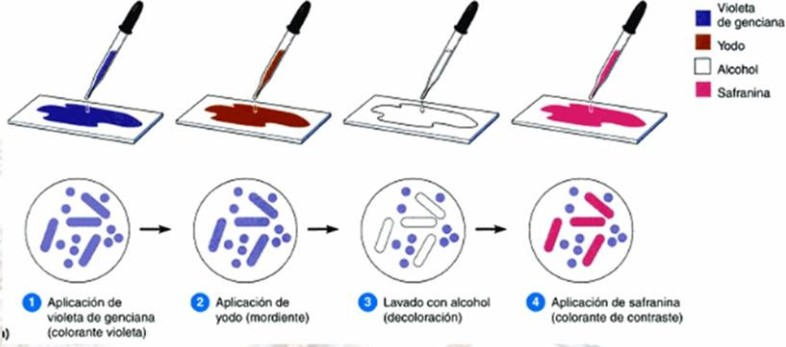 Violeta
de genciana
Yodo
Alcohol
Safranina
1 Aplicación de
violeta de genciana
(colorante violeta)
2 Aplicación de
yodo (mordiente)
3 Lavado con alcohol
(decoloración)
4 Aplicación de safranina
(colorante de contraste)